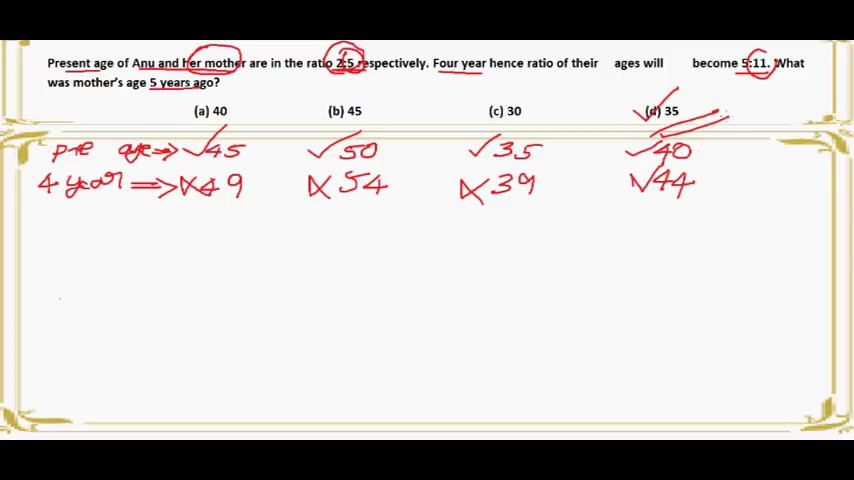 Present age of Anu and her mother are in the ratio 2:5 respectively. Four year hence ratio of their ages will become 5:11. What
was mother's age 5 years ago?
(a) 40 (b) 45 (c) 30 (d) 35
pre age⇒ 45 50 35 40
4 year ⇒ 49 54 39 44